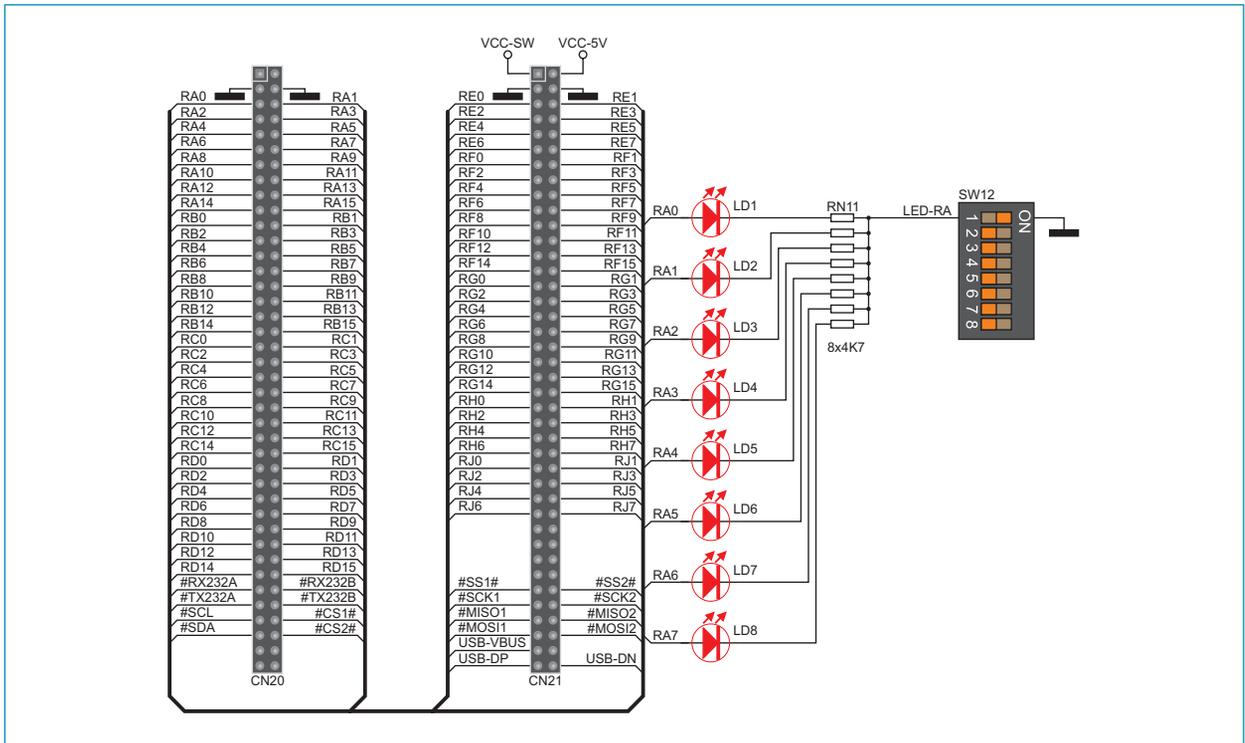 VCC-SW VCC-5V
RA0 RA1 RE0 RE1
RA2 RA3 RE2 RE3
RA4 RA5 RE4 RE5
RA6 RA7 RE6 RE7
RA8 RA9 RF0 RF1
RA10 RA11 RF2 RF3
RA12 RA13 RF4 RF5
RA14 RA15 RF6 RF7
RB0 RB1 RF8 RF9
RB2 RB3 RF10 RF11
RB4 RB5 RF12 RF13
RB6 RB7 RF14 RF15
RB8 RB9 RG0 RG1
RB10 RB11 RG2 RG3
RB12 RB13 RG4 RG5
RB14 RB15 RG6 RG7
RC0 RC1 RG8 RG9
RC2 RC3 RG10 RG11
RC4 RC5 RG12 RG13
RC6 RC7 RG14 RG15
RC8 RC9 RH0 RH1
RC10 RC11 RH2 RH3
RC12 RC13 RH4 RH5
RC14 RC15 RH6 RH7
RD0 RD1 RJ0 RJ1
RD2 RD3 RJ2 RJ3
RD4 RD5 RJ4 RJ5
RD6 RD7 RJ6 RJ7
RD8 RD9
RD10 RD11
RD12 RD13
RD14 RD15
#RX232A #RX232B #SS1# #SS2#
#TX232A #TX232B #SCK1 #SCK2
#SCL #CS1# #MISO1 #MISO2
#SDA #CS2# #MOSI1 #MOSI2
USB-VBUS
USB-DP USB-DN
CN20 CN21
RA0 LD1
RA1 LD2
RA2 LD3
RA3 LD4
RA4 LD5
RA5 LD6
RA6 LD7
RA7 LD8
RN11
8x4K7
LED-RA
SW12
ON
1
2
3
4
5
6
7
8